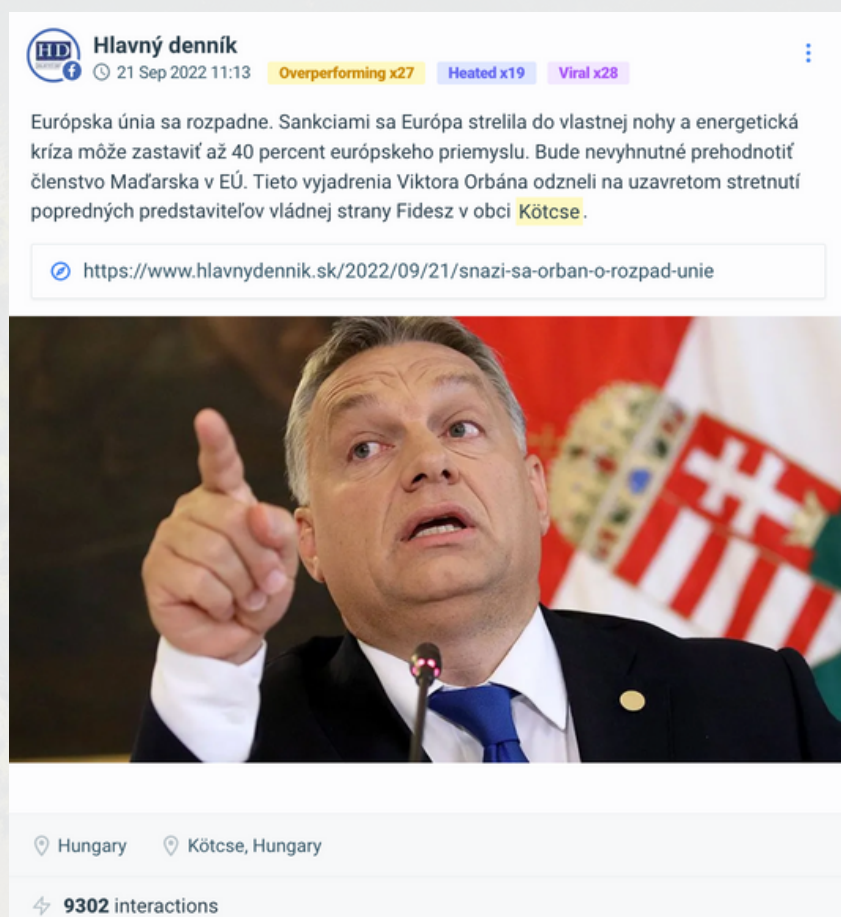 HD
Hlavný denník
21 Sep 2022 11:13 Overperforming x27 Heated x19 Viral x28
Európska únia sa rozpadne. Sankciami sa Európa strelila do vlastnej nohy a energetická
kríza môže zastaviť až 40 percent európskeho priemyslu. Bude nevyhnutné prehodnotiť
členstvo Maďarska v EÚ. Tieto vyjadrenia Viktora Orbána odzneli na uzavretom stretnutí
popredných predstaviteľov vládnej strany Fidesz v obci Kötcse.
https://www.hlavnydennik.sk/2022/09/21/snazi-sa-orban-o-rozpad-unie
Hungary Kötcse, Hungary
9302 interactions